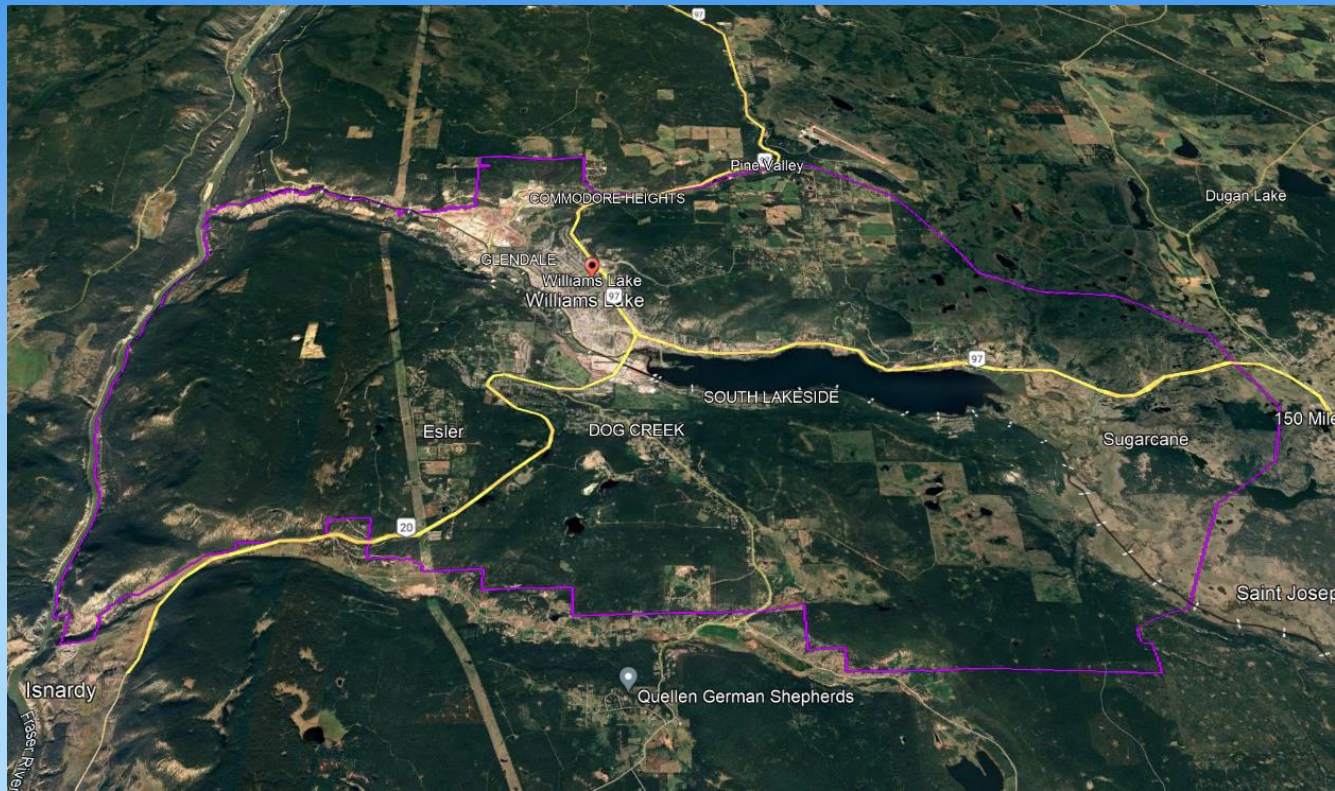 97
Pine Valley
Dugan Lake
COMMODORE HEIGHTS
GLENDALE
Williams Lake
97
Williams Lake
97
SOUTH LAKESIDE
150 Mile
Esler
DOG CREEK
Sugarcane
20
Saint Josep
Isnardy
Quellen German Shepherds
Fraser River